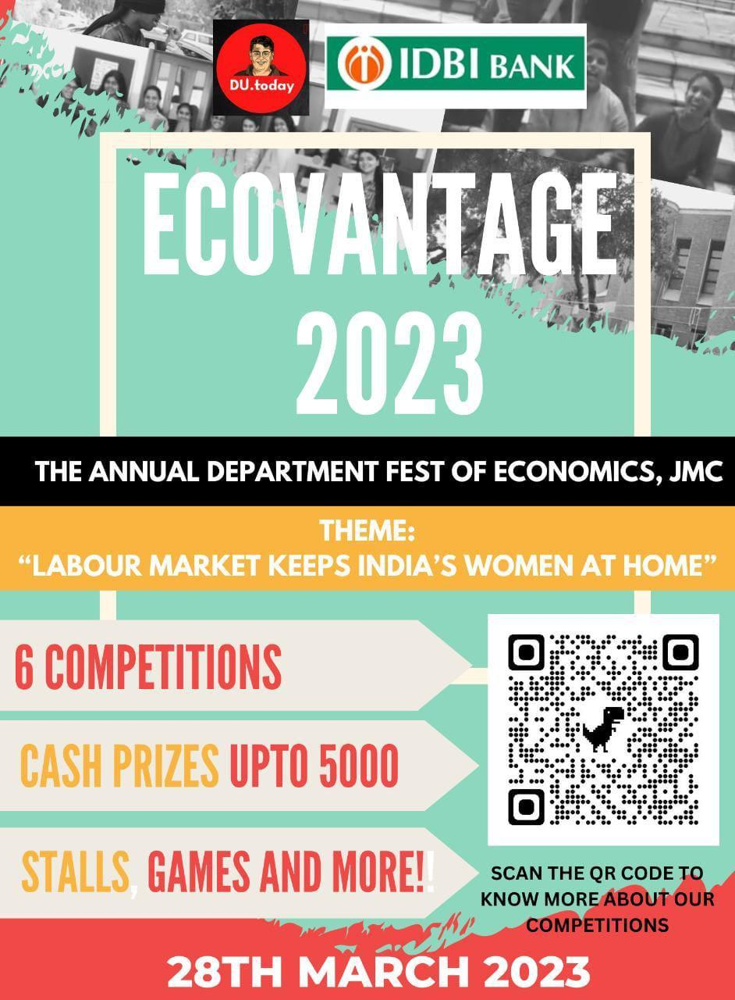 DU.today
IDBI BANK
ECOVANTAGE
2023
THE ANNUAL DEPARTMENT FEST OF ECONOMICS, JMC
THEME:
“LABOUR MARKET KEEPS INDIA’S WOMEN AT HOME”
6 COMPETITIONS
CASH PRIZES UPTO 5000
STALLS, GAMES AND MORE!!
SCAN THE QR CODE TO
KNOW MORE ABOUT OUR
COMPETITIONS
28TH MARCH 2023